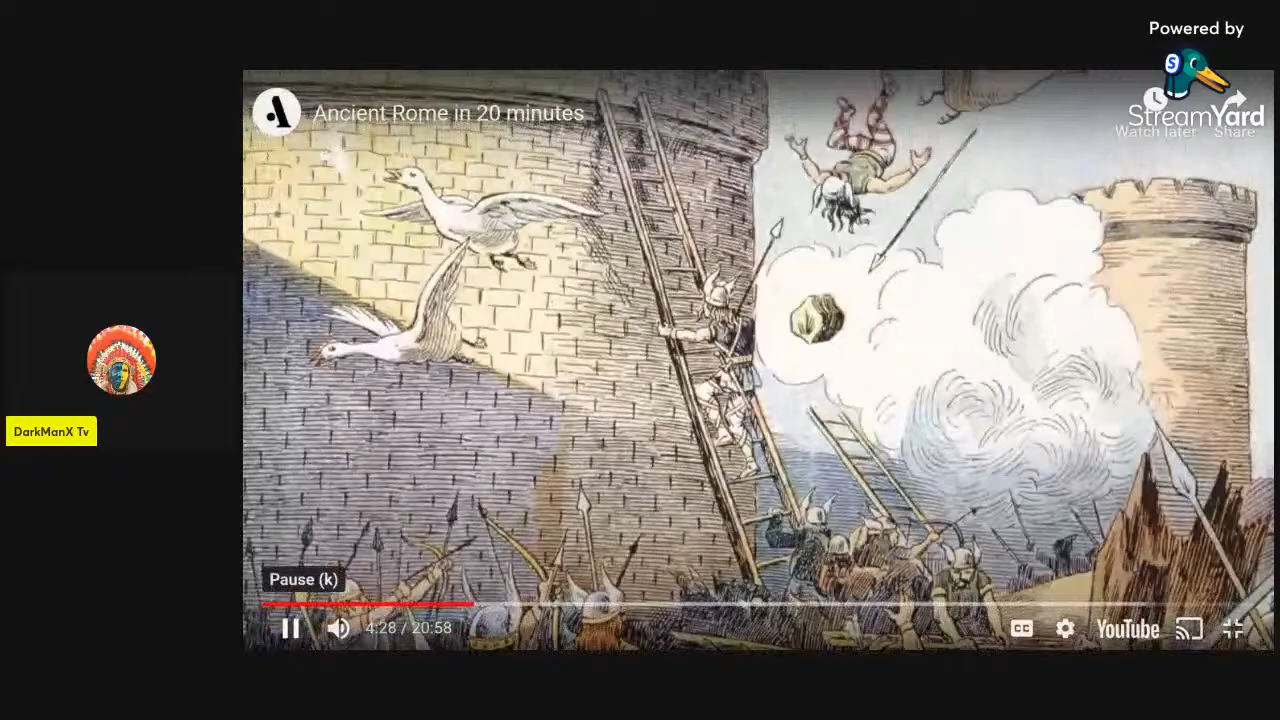 Powered by
S
StreamYard
Ancient Rome in 20 minutes
Watch later
Share
DarkManX Tv
Pause (k)
4:28 / 20:58
CC
YouTube